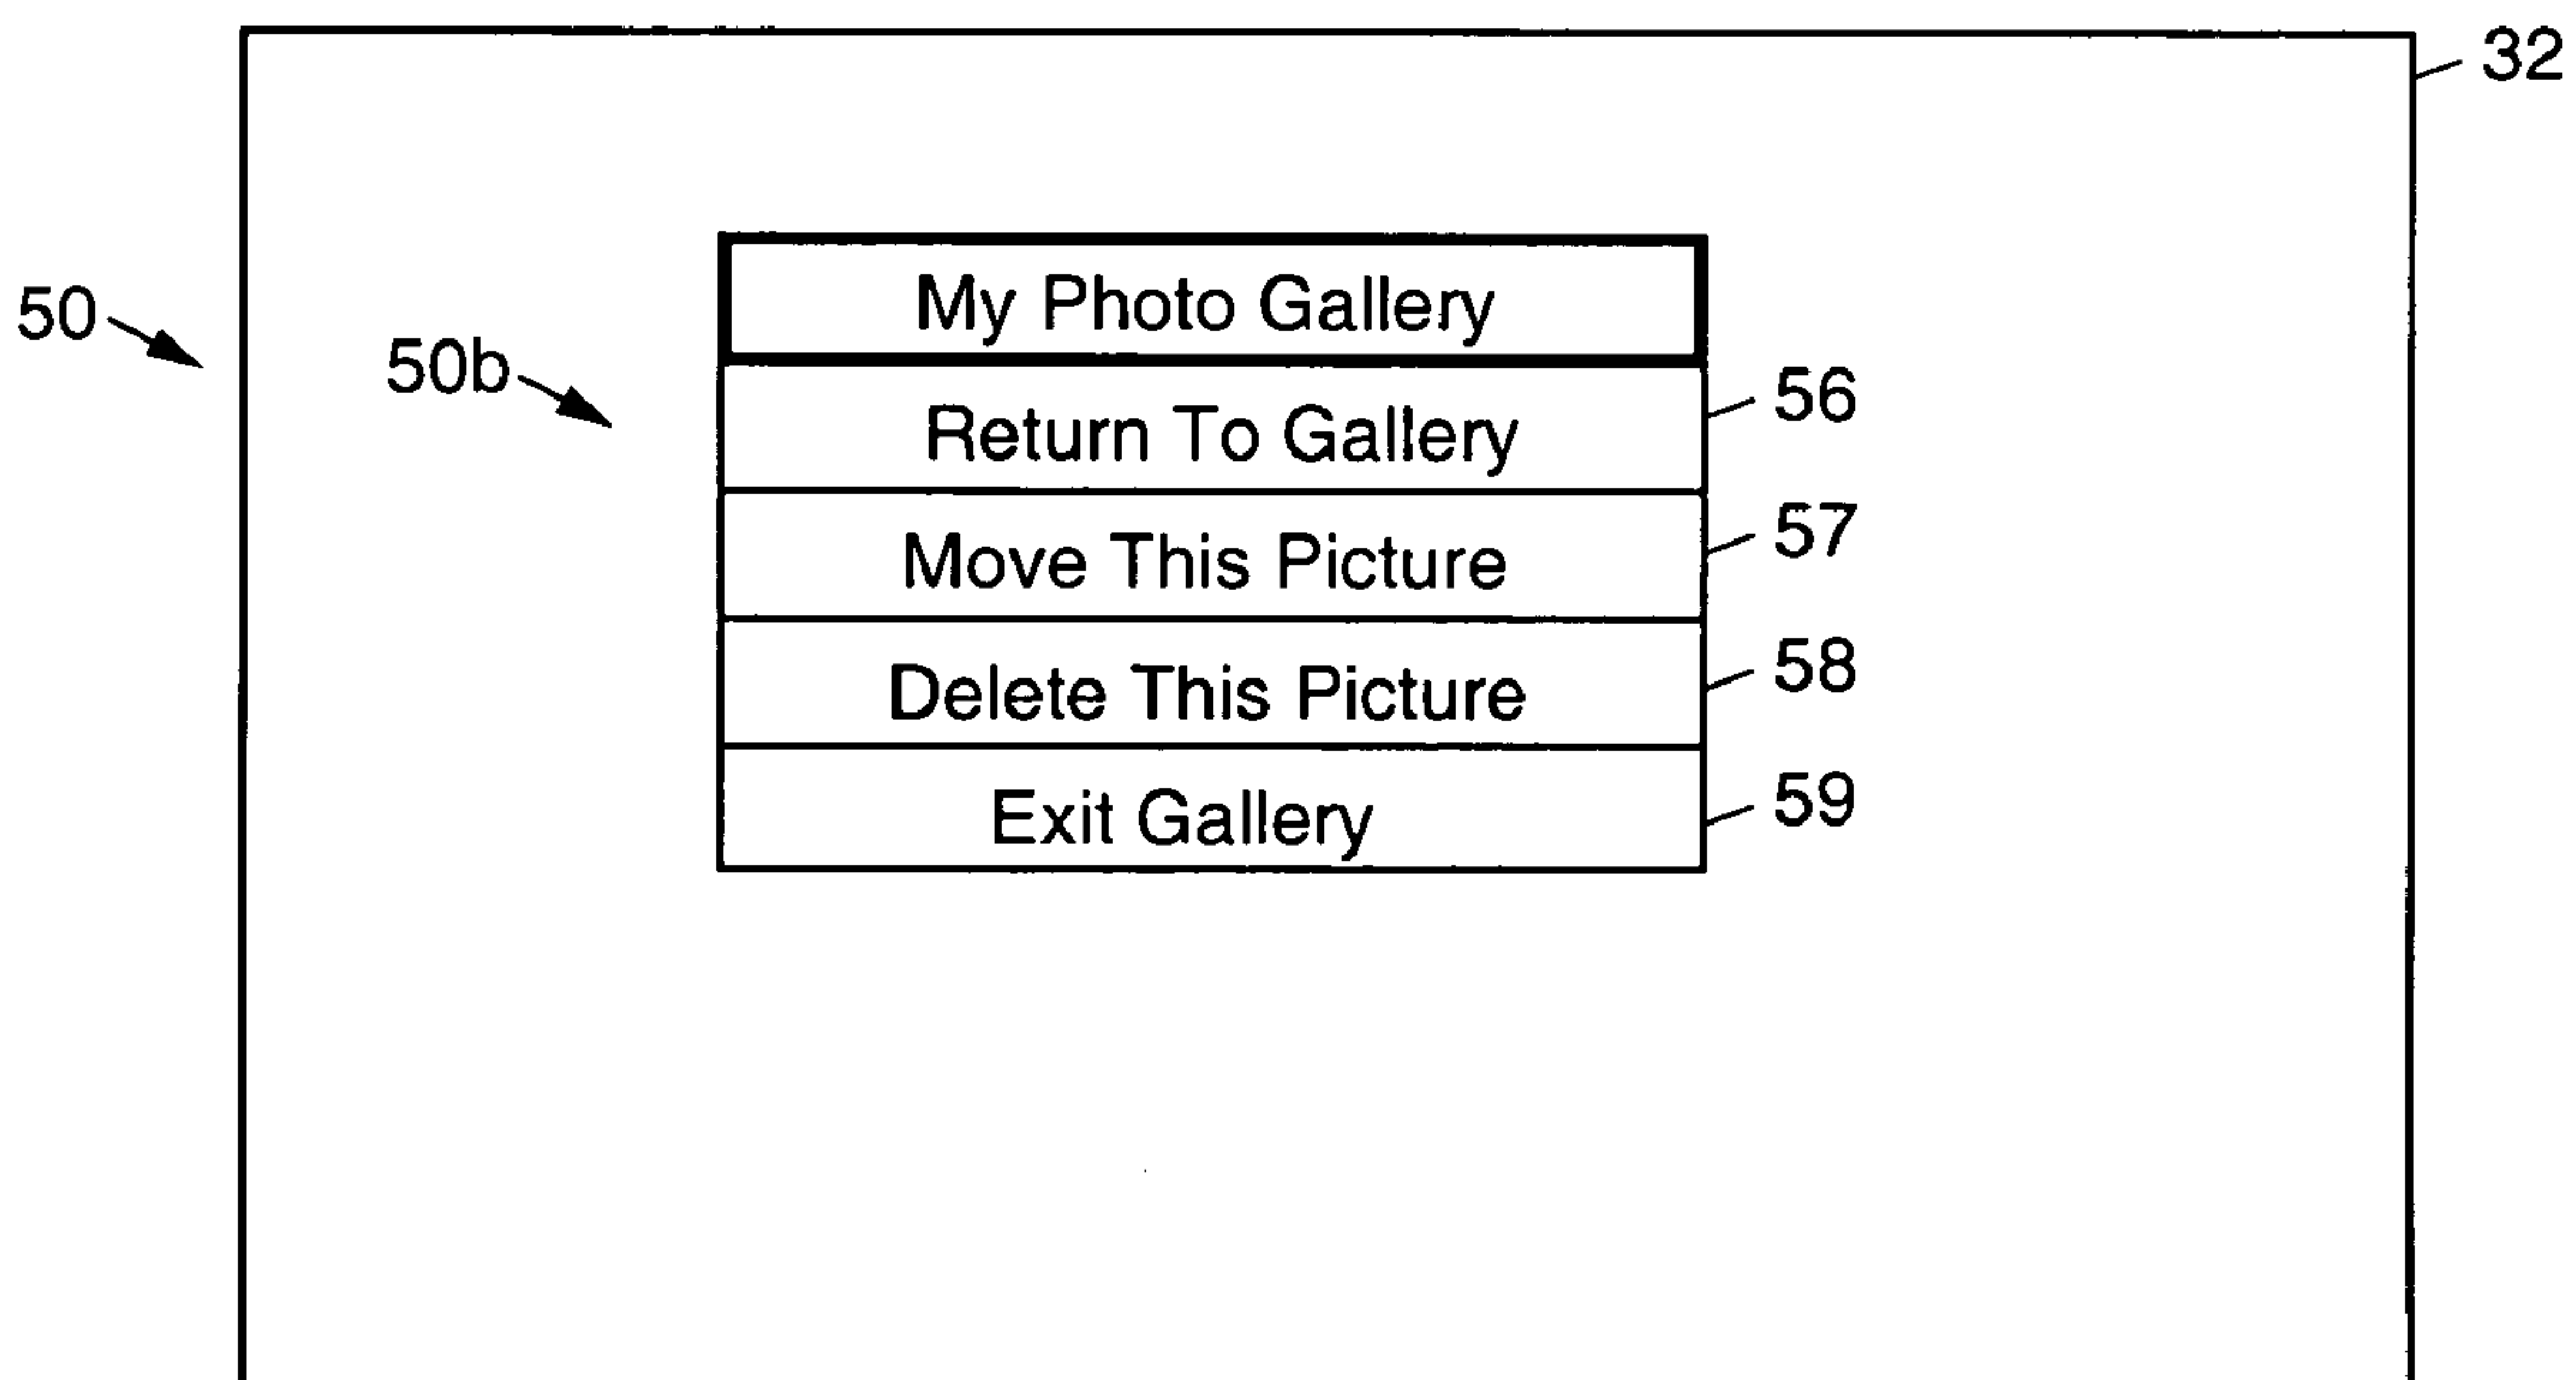 32
My Photo Gallery
50
50b
Return To Gallery
56
Move This Picture
57
Delete This Picture
58
Exit Gallery
59